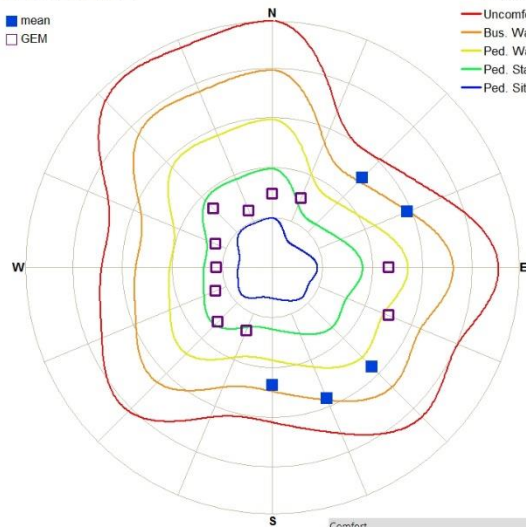 N
mean
GEM
Uncomf
Bus. Wa
Ped. Wa
Ped. Sta
Ped. Sit
W
E
S
Comfort